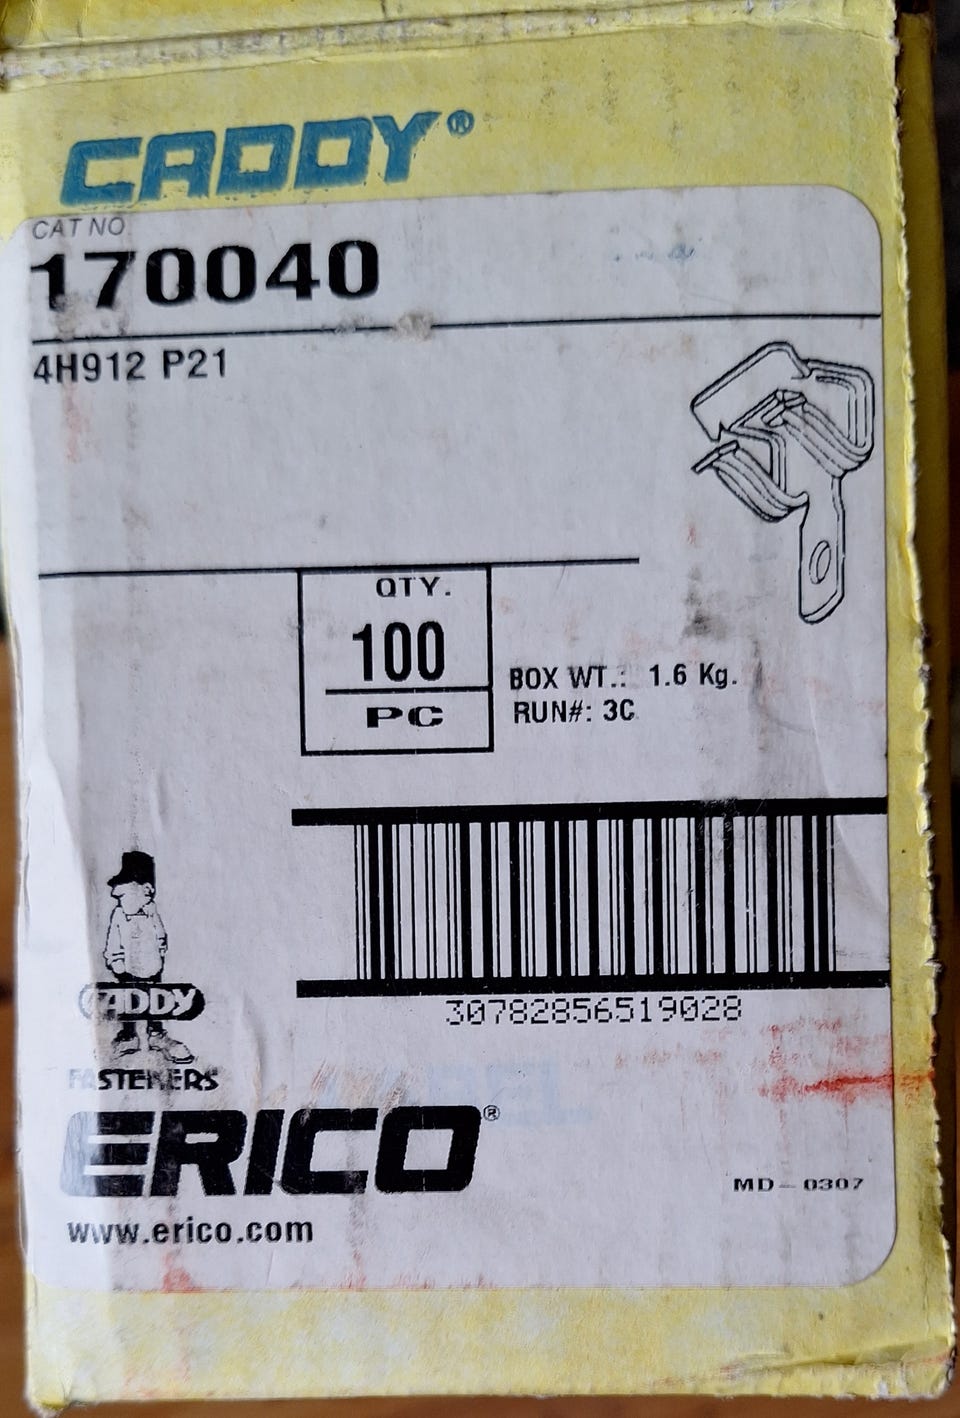 CADDY®
CAT NO
170040
4H912 P21
QTY.
100
PC
BOX WT.: 1.6 Kg.
RUN#: 3C
30782856519028
CADDY
FASTENERS
ERICO®
MD-0307
www.erico.com